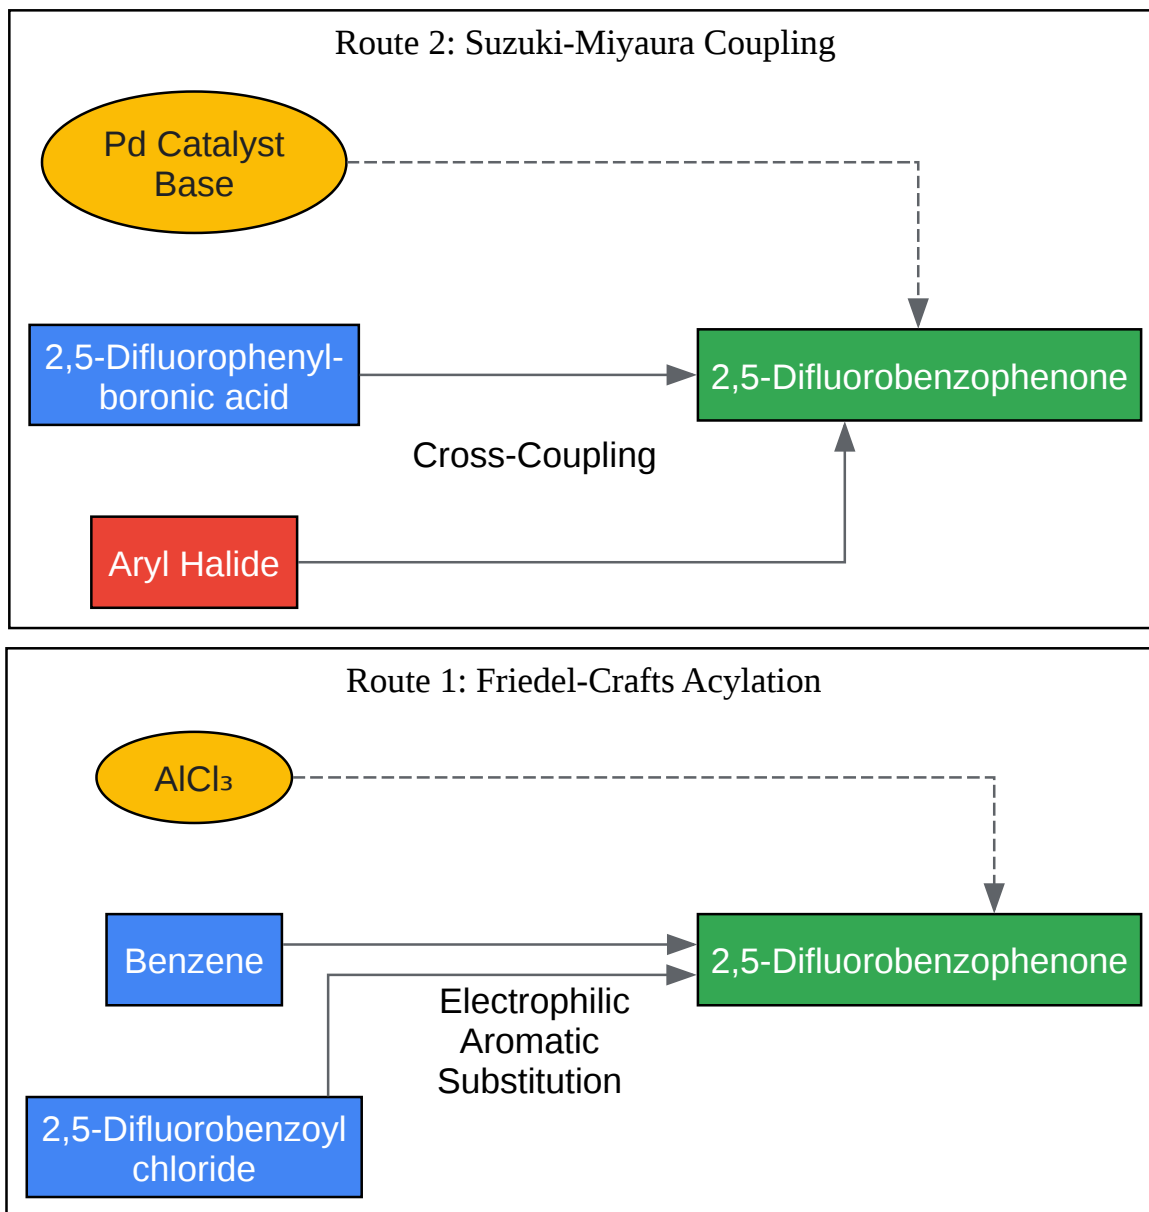 Route 2: Suzuki-Miyaura Coupling
Pd Catalyst
Base
2,5-Difluorophenyl-
boronic acid
2,5-Difluorobenzophenone
Cross-Coupling
Aryl Halide
Route 1: Friedel-Crafts Acylation
AlCl₃
Benzene
2,5-Difluorobenzophenone
Electrophilic
Aromatic
Substitution
2,5-Difluorobenzoyl
chloride